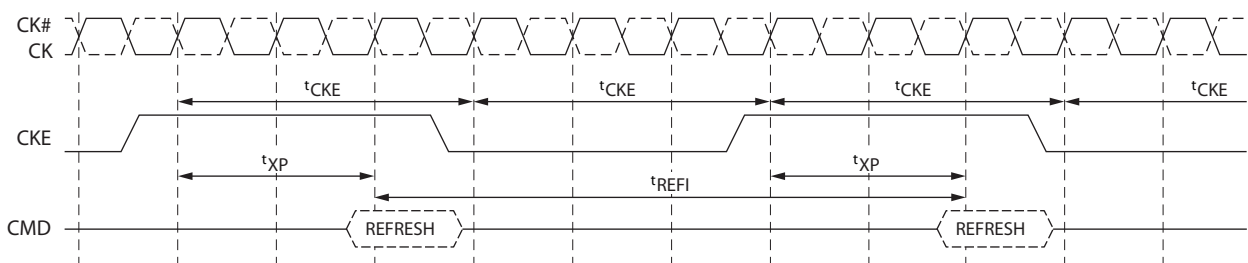 CK#
CK
tCKE tCKE tCKE tCKE
CKE
tXP tXP
tREFI
CMD REFRESH REFRESH